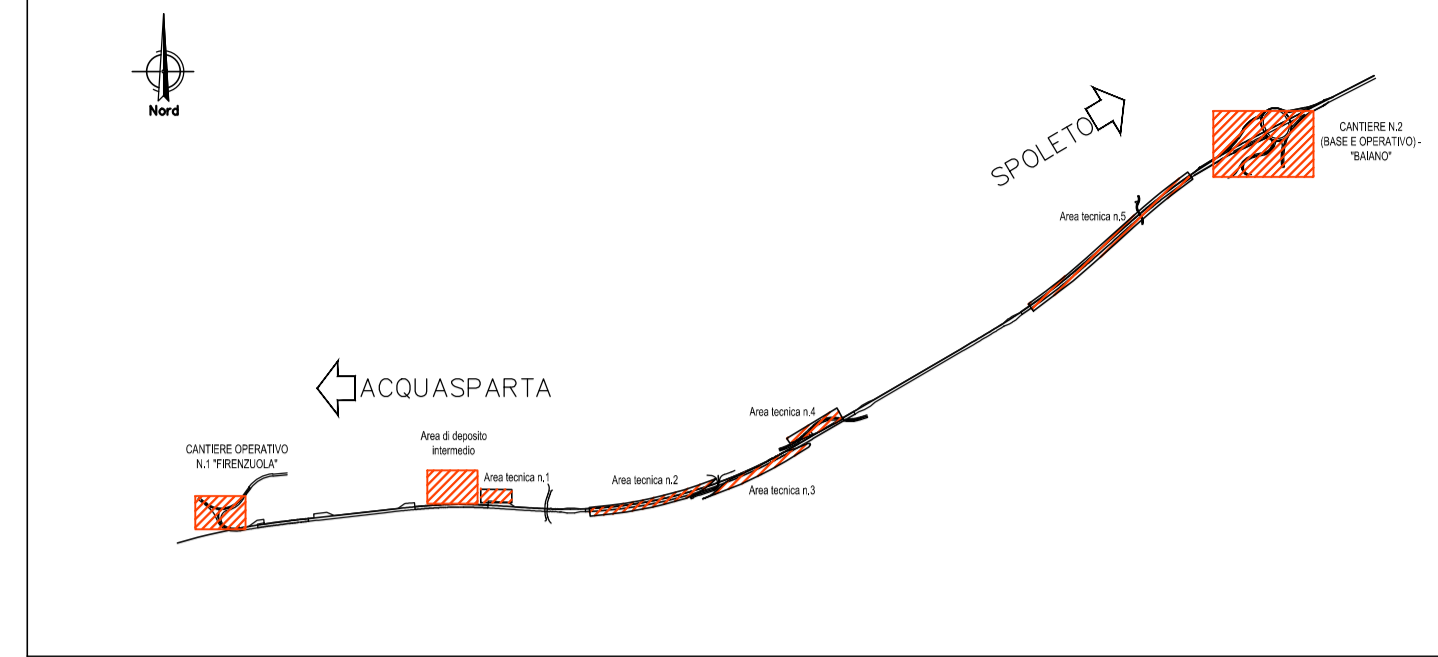 Nord
SPOLETO
CANTIERE N.2
(BASE E OPERATIVO) -
"BAIANO"
Area tecnica n.5
ACQUASPARTA
Area tecnica n.4
Area di deposito
intermedio
CANTIERE OPERATIVO
N.1 "FIRENZUOLA"
Area tecnica n.1
Area tecnica n.2
Area tecnica n.3